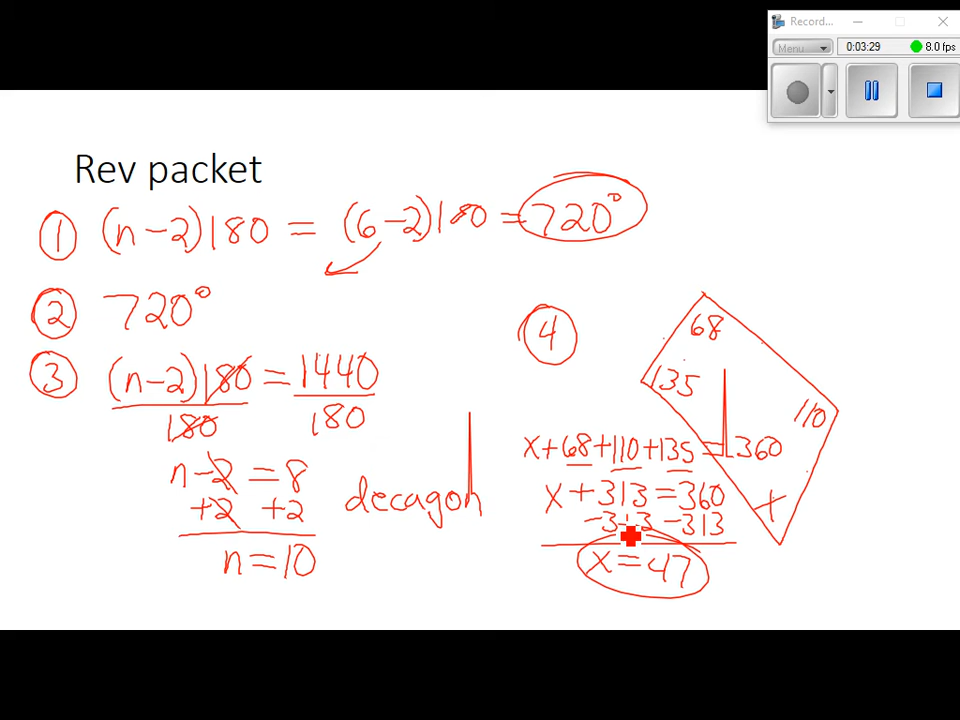 Record...
Menu
0:03:29
8.0 fps
Rev packet
1 (n-2)180 = (6-2)180 = 720°
2 720°
3 (n-2)180 = 1440
180 180
n-2 = 8
+2 +2
n=10
decagon
4
68
135
110
x
x+68+110+135=360
x+313=360
-313 -313
x=47